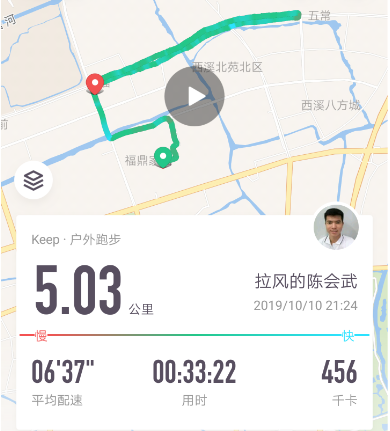 河
五常
西溪北苑北区
西溪八方城
前
福鼎家
Keep · 户外跑步
5.03 公里
拉风的陈会武
2019/10/10 21:24
慢
快
06'37"
00:33:22
456
平均配速
用时
千卡